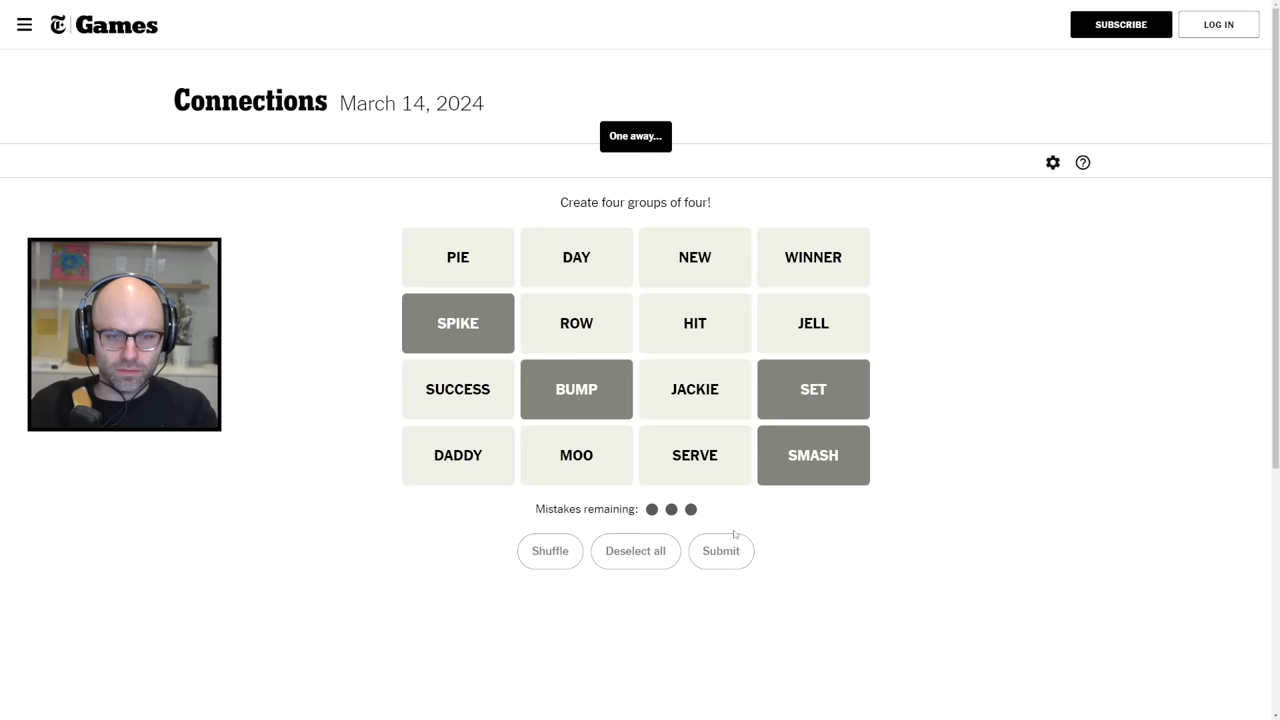 Games
SUBSCRIBE
LOG IN
Connections March 14, 2024
One away...
Create four groups of four!
PIE DAY NEW WINNER
SPIKE ROW HIT JELL
SUCCESS BUMP JACKIE SET
DADDY MOO SERVE SMASH
Mistakes remaining:
Shuffle Deselect all Submit